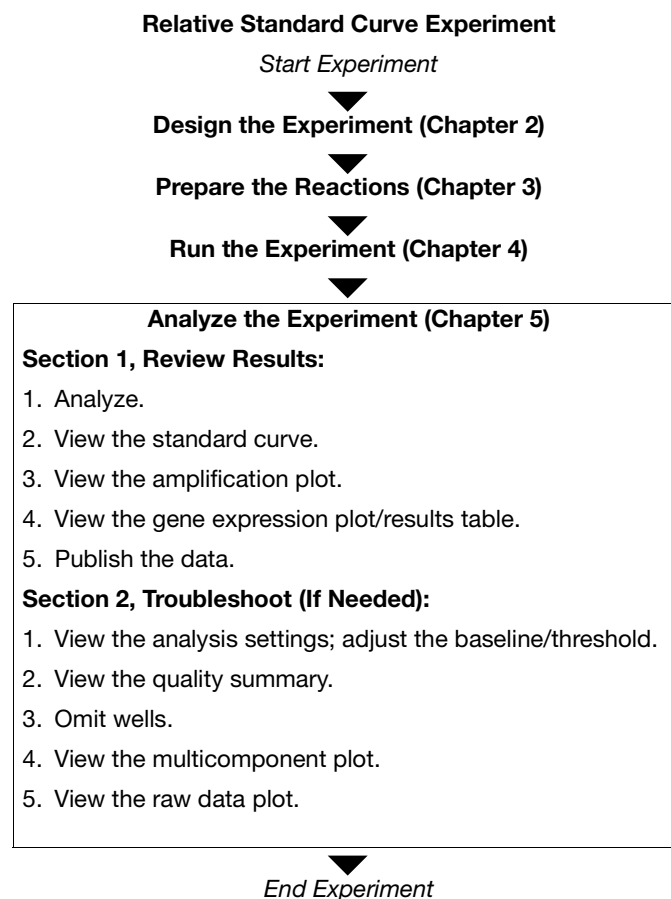 Relative Standard Curve Experiment
Start Experiment
Design the Experiment (Chapter 2)
Prepare the Reactions (Chapter 3)
Run the Experiment (Chapter 4)
Analyze the Experiment (Chapter 5)
Section 1, Review Results:
1. Analyze.
2. View the standard curve.
3. View the amplification plot.
4. View the gene expression plot/results table.
5. Publish the data.
Section 2, Troubleshoot (If Needed):
1. View the analysis settings; adjust the baseline/threshold.
2. View the quality summary.
3. Omit wells.
4. View the multicomponent plot.
5. View the raw data plot.
End Experiment